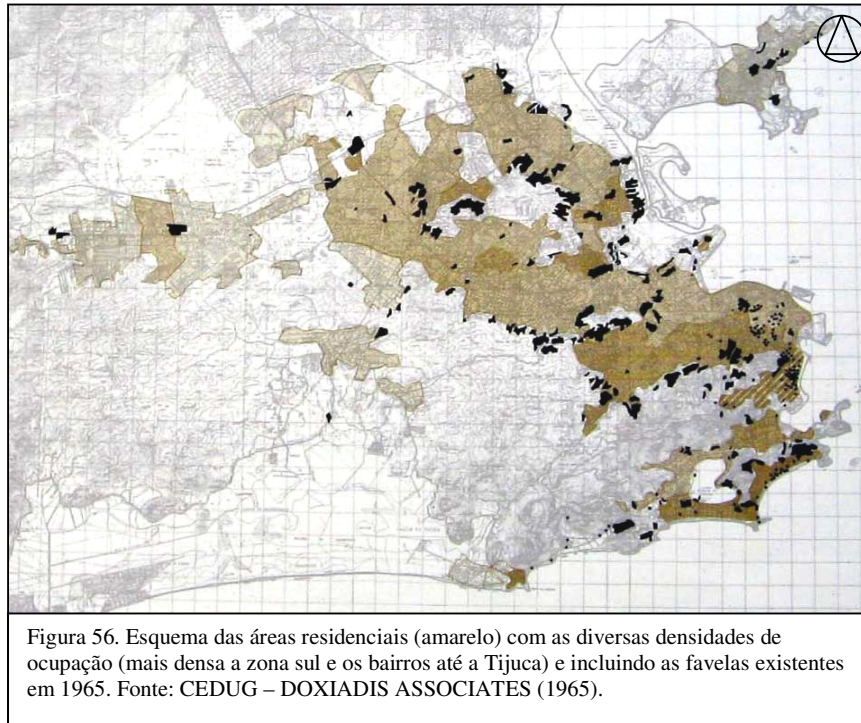 Figura 56. Esquema das áreas residenciais (amarelo) com as diversas densidades de
ocupação (mais densa a zona sul e os bairros até a Tijuca) e incluindo as favelas existentes
em 1965. Fonte: CEDUG – DOXIADIS ASSOCIATES (1965).